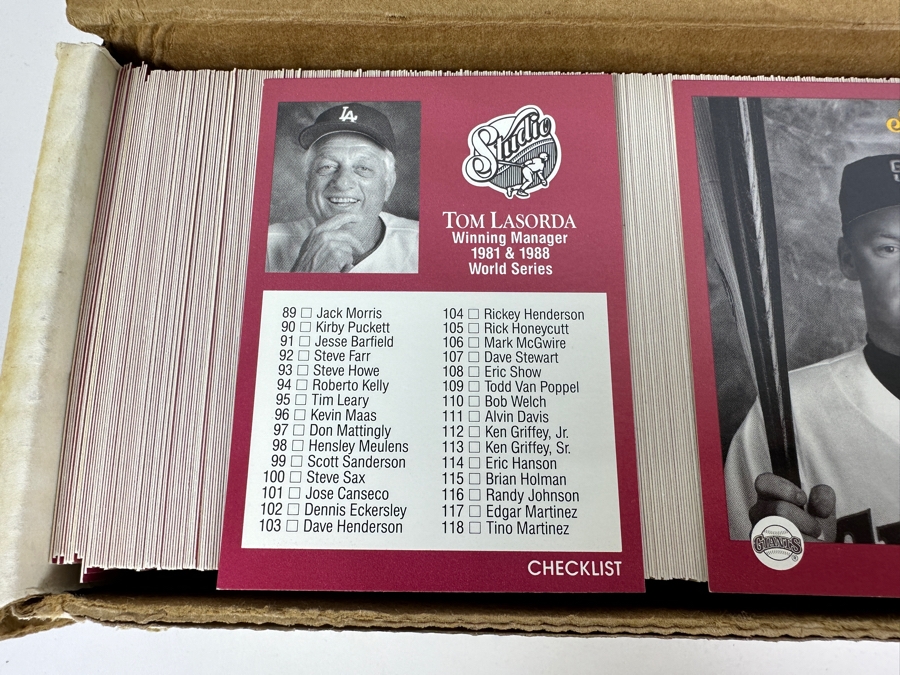 LA
Studio
TOM LASORDA
Winning Manager
1981 & 1988
World Series
89 Jack Morris
90 Kirby Puckett
91 Jesse Barfield
92 Steve Farr
93 Steve Howe
94 Roberto Kelly
95 Tim Leary
96 Kevin Maas
97 Don Mattingly
98 Hensley Meulens
99 Scott Sanderson
100 Steve Sax
101 Jose Canseco
102 Dennis Eckersley
103 Dave Henderson
104 Rickey Henderson
105 Rick Honeycutt
106 Mark McGwire
107 Dave Stewart
108 Eric Show
109 Todd Van Poppel
110 Bob Welch
111 Alvin Davis
112 Ken Griffey, Jr.
113 Ken Griffey, Sr.
114 Eric Hanson
115 Brian Holman
116 Randy Johnson
117 Edgar Martinez
118 Tino Martinez
CHECKLIST
GIANTS